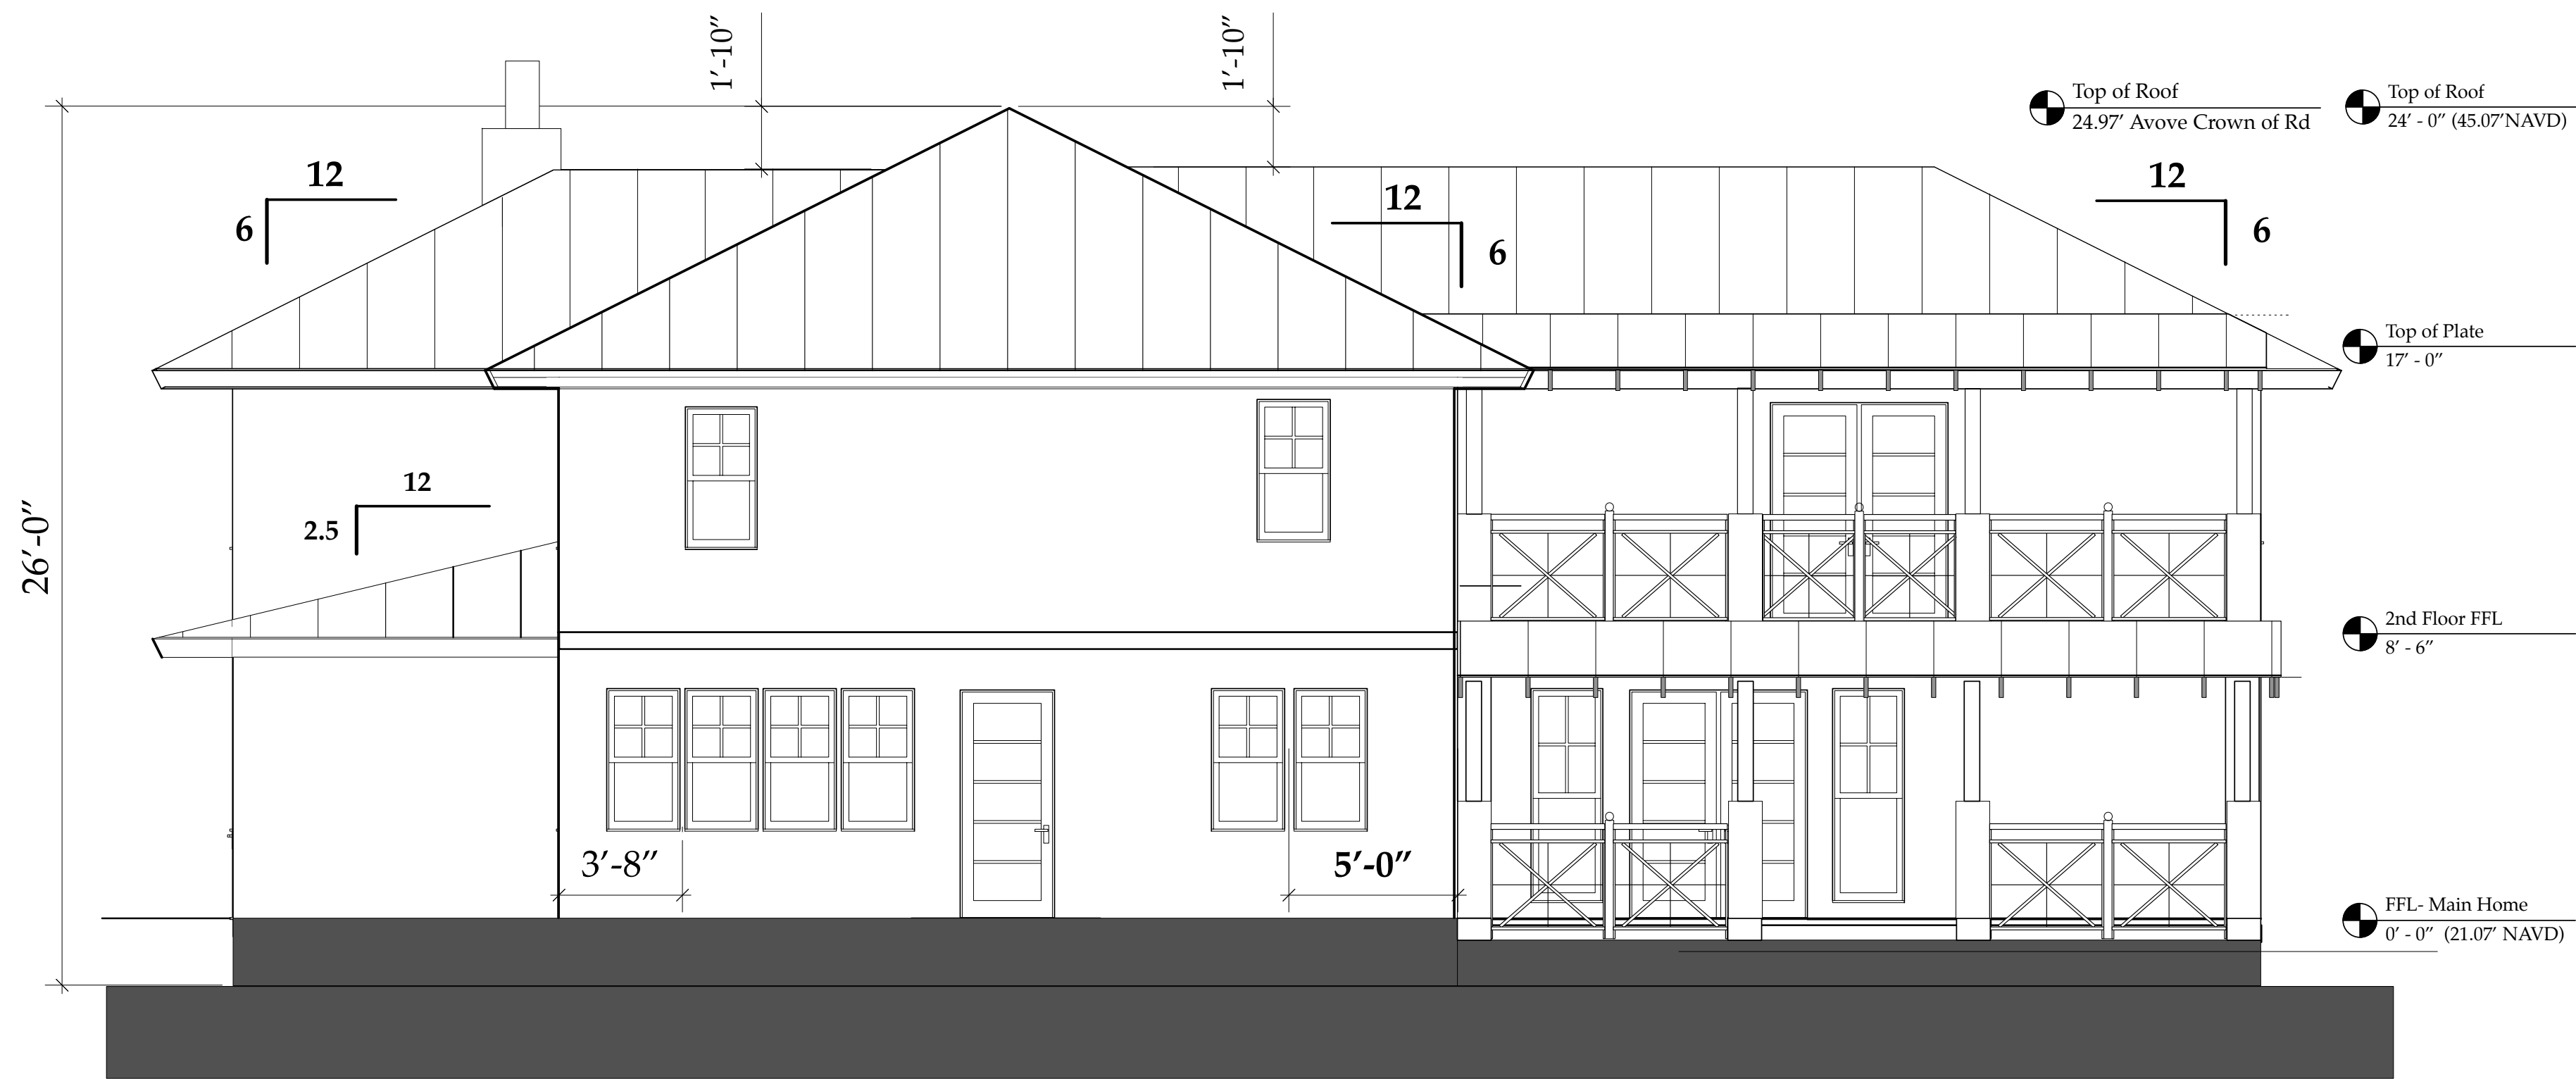 1′-10″
1′-10″
Top of Roof
24.97′ Avove Crown of Rd
Top of Roof
24′ - 0″ (45.07′NAVD)
12
6
12
6
12
6
Top of Plate
17′ - 0″
12
2.5
26′-0″
2nd Floor FFL
8′ - 6″
3′-8″
5′-0″
FFL- Main Home
0′ - 0″ (21.07′ NAVD)